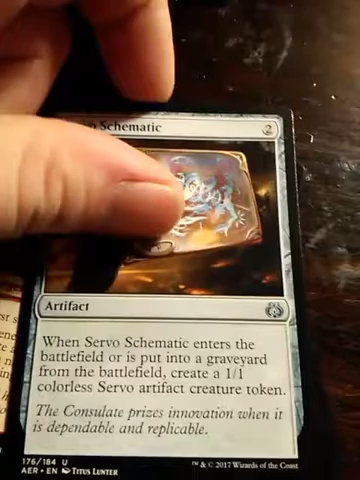 Servo Schematic 2
Artifact
When Servo Schematic enters the
battlefield or is put into a graveyard
from the battlefield, create a 1/1
colorless Servo artifact creature token.
The Consulate prizes innovation when it
is dependable and replicable.
176/184 U
AER • EN Titus Lunter
™ & © 2017 Wizards of the Coast